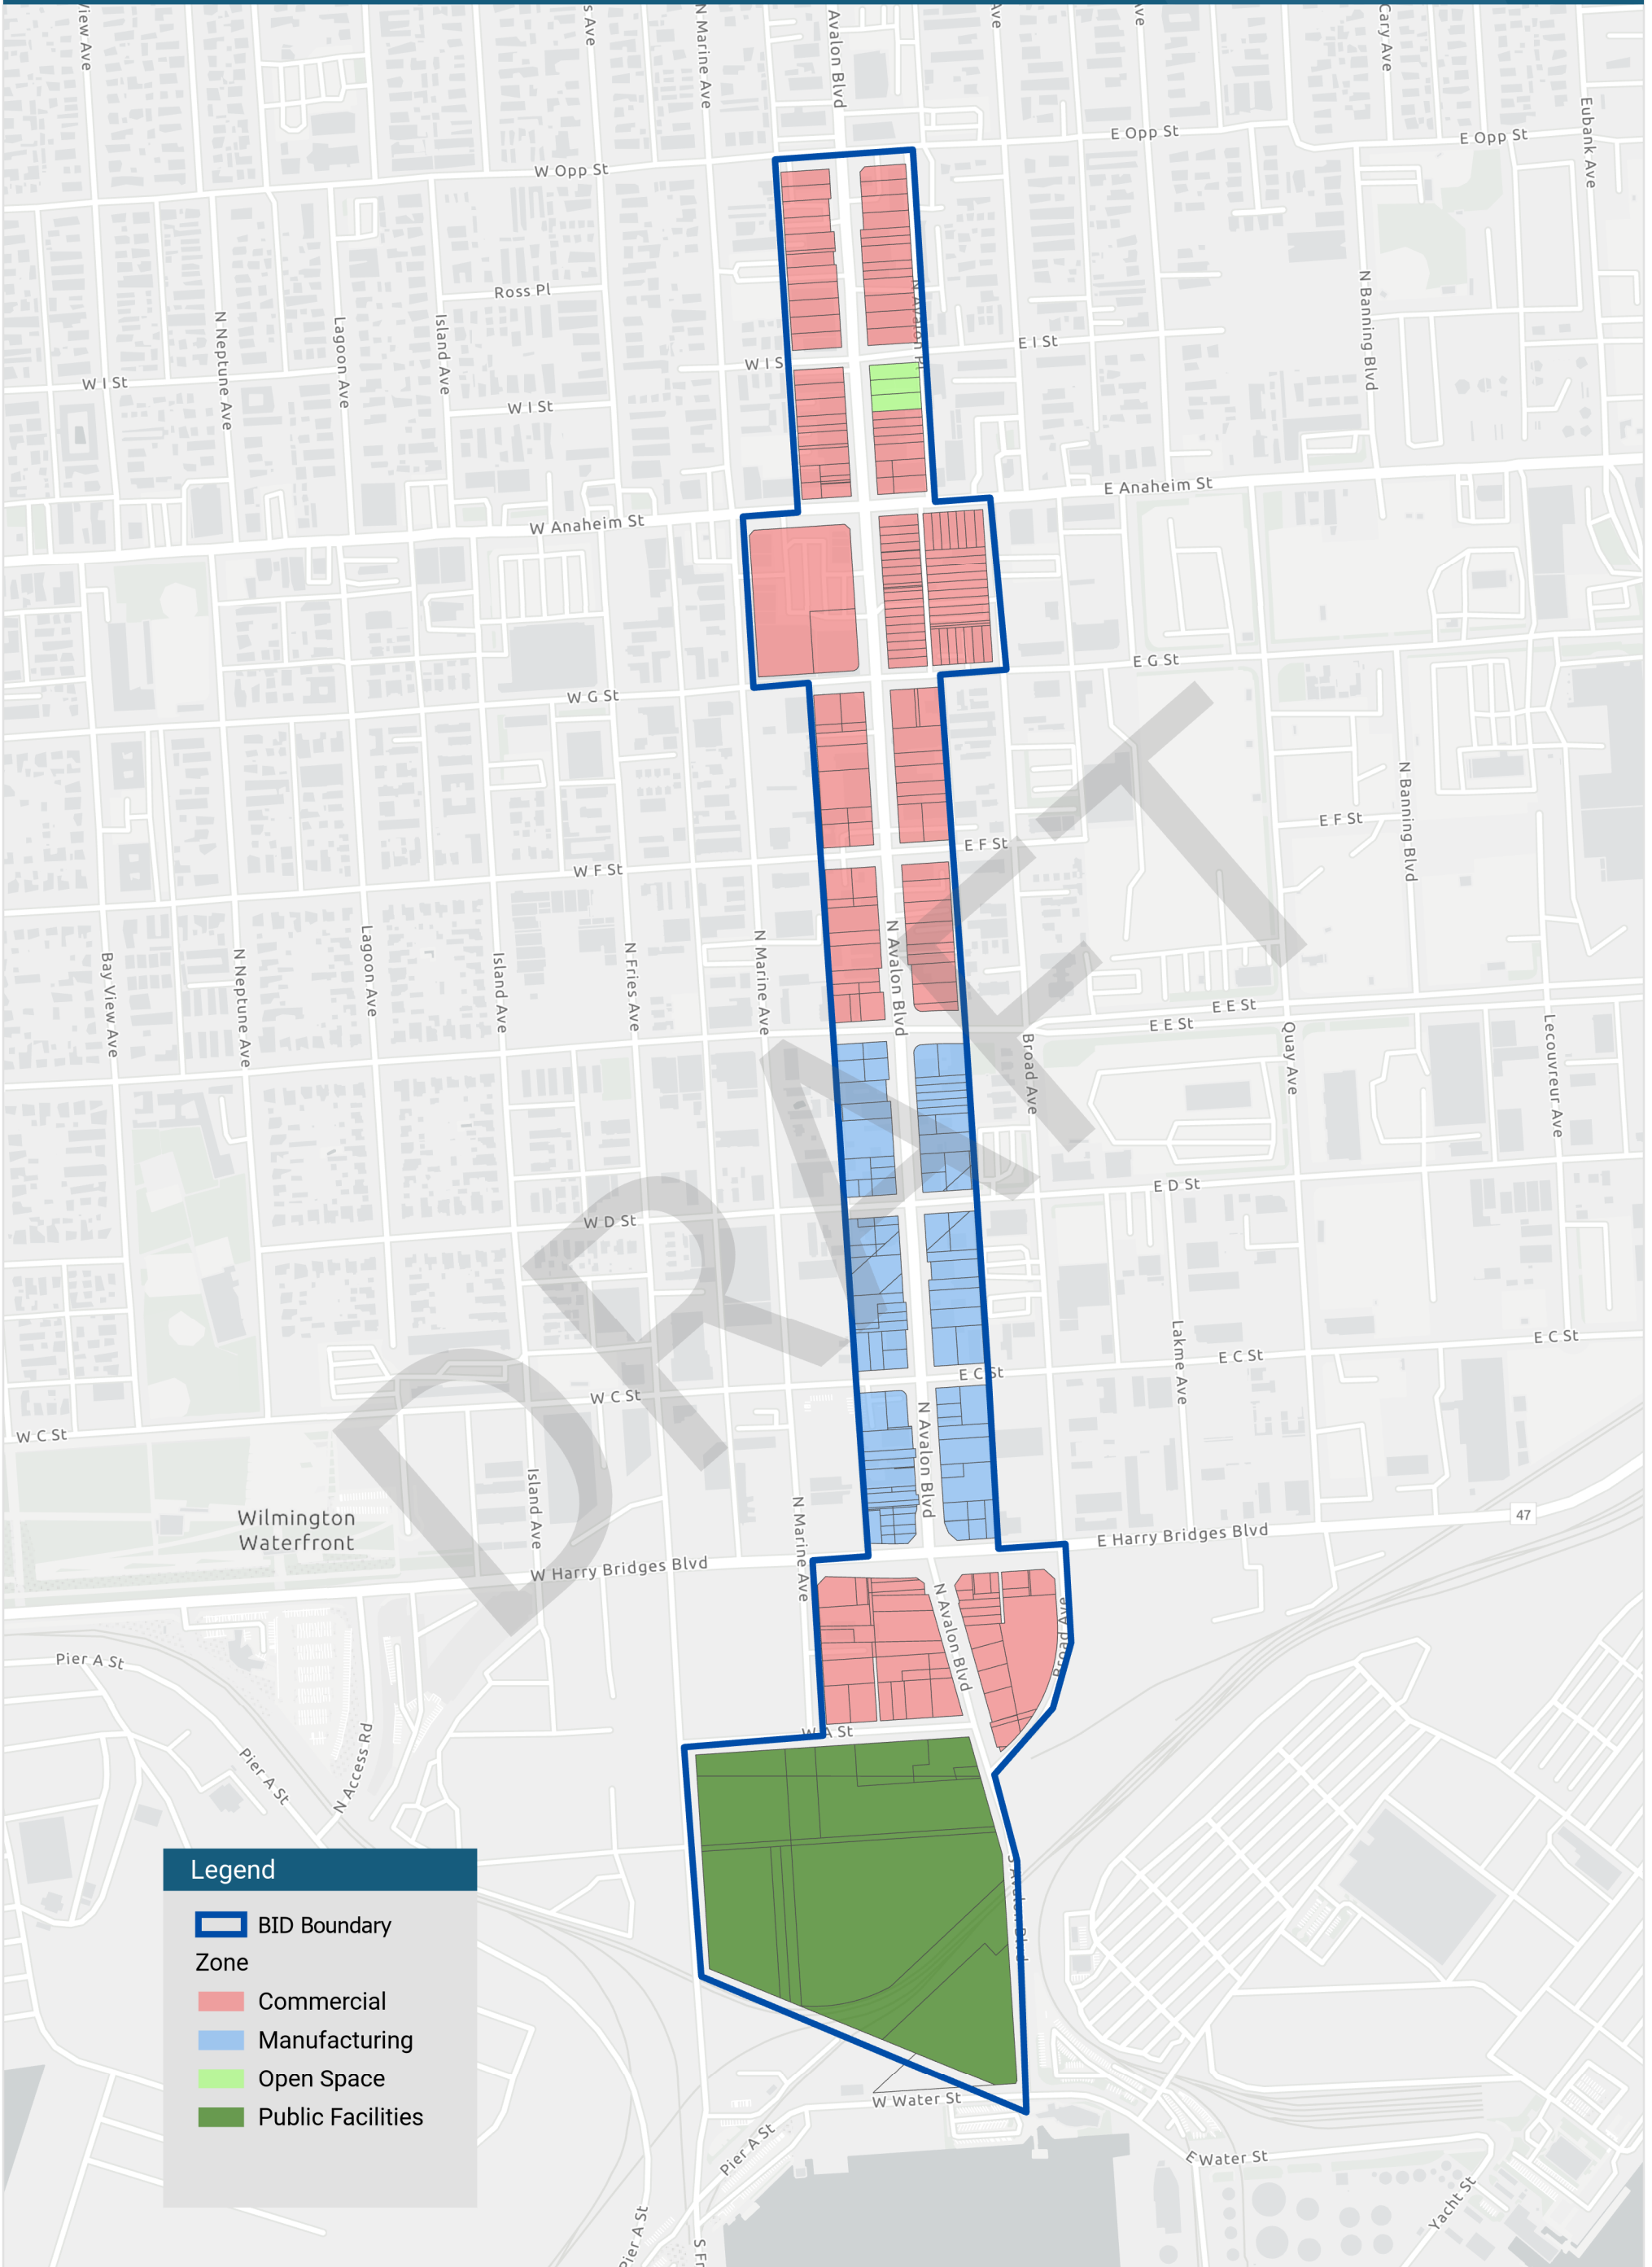 Avalon Blvd
N Marine Ave
Cary Ave
Eubank Ave
E Opp St
E Opp St
W Opp St
Ross Pl
N Neptune Ave
Lagoon Ave
Island Ave
W I St
W I St
E I St
N Banning Blvd
W I St
E Anaheim St
W Anaheim St
E G St
W G St
N Banning Blvd
E F St
E F St
W F St
Bay View Ave
N Neptune Ave
Lagoon Ave
Island Ave
N Fries Ave
N Marine Ave
N Avalon Blvd
E E St
E E St
Broad Ave
Quay Ave
Lecouvreur Ave
E D St
W D St
DRAFT
Lakme Ave
E C St
E C St
E C St
W C St
W C St
N Avalon Blvd
Island Ave
N Marine Ave
Wilmington
Waterfront
47
E Harry Bridges Blvd
W Harry Bridges Blvd
N Avalon Blvd
Broad Ave
Pier A St
W A St
Pier A St
N Access Rd
S Avalon Blvd
Legend
BID Boundary
Zone
Commercial
Manufacturing
Open Space
Public Facilities
W Water St
Pier A St
E Water St
Yacht St
Pier A St